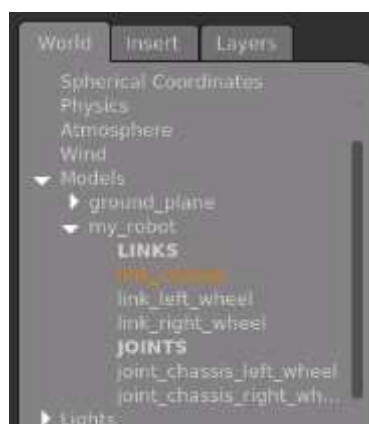 World Insert Layers
Spherical Coordinates
Physics
Atmosphere
Wind
Models
ground_plane
my_robot
LINKS
link_left_wheel
link_right_wheel
JOINTS
joint_chassis_left_wheel
joint_chassis_right_wh...
Lights